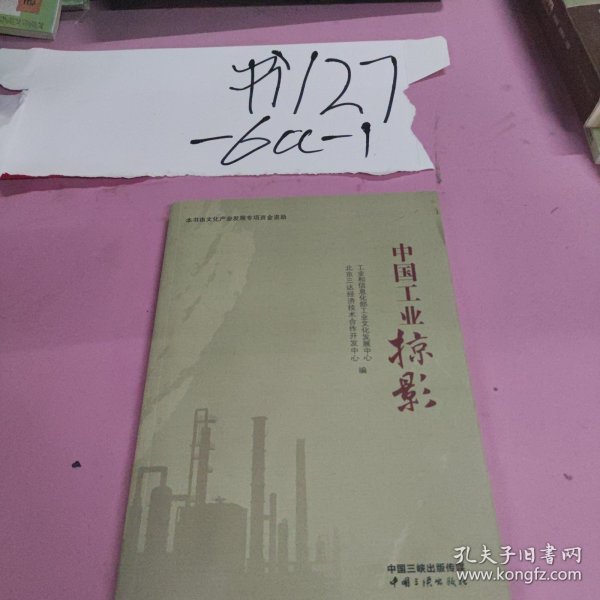 书127
-6a-1
本书由文化产业发展专项资金资助
中国工业掠影
工业和信息化部工业文化发展中心
北京三达经济技术合作开发中心
编
中国三峡出版传媒
中国三峡出版社
孔夫子旧书网
www.kongfz.com